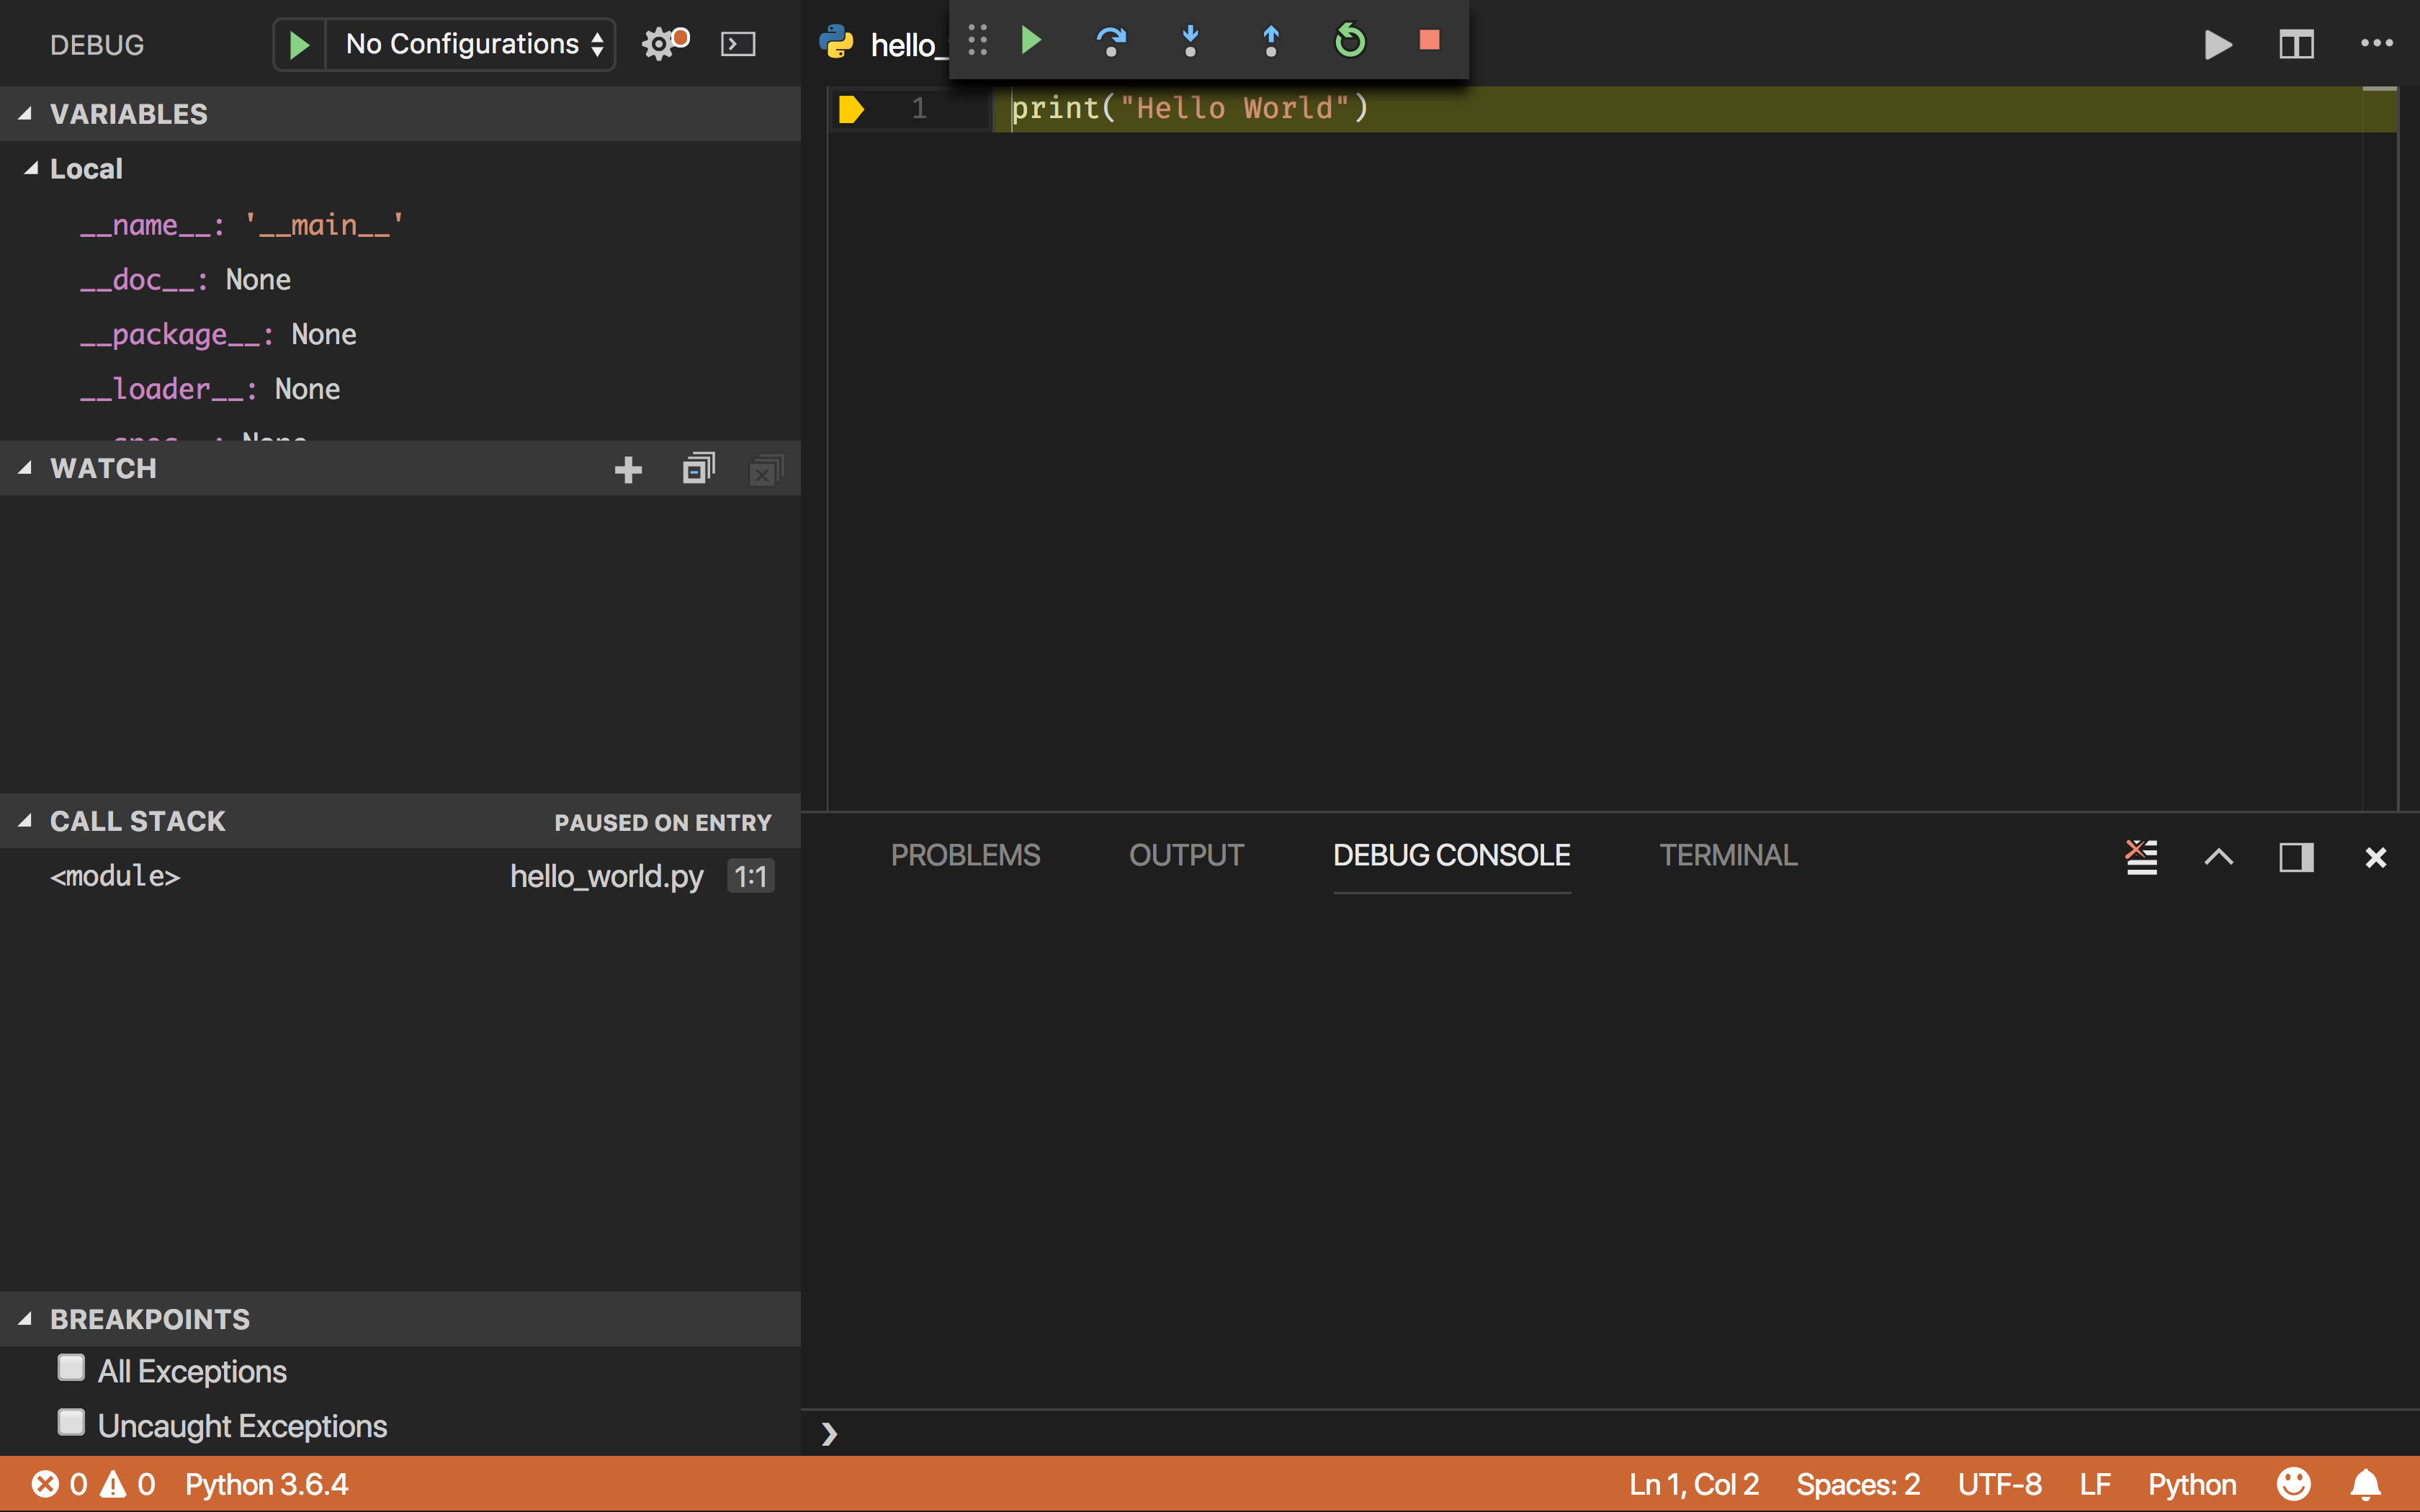 DEBUG
No Configurations
hello_
VARIABLES
Local
__name__: '__main__'
__doc__: None
__package__: None
__loader__: None
WATCH
CALL STACK PAUSED ON ENTRY
<module> hello_world.py 1:1
BREAKPOINTS
All Exceptions
Uncaught Exceptions
1 print("Hello World")
PROBLEMS OUTPUT DEBUG CONSOLE TERMINAL
0 0 Python 3.6.4 Ln 1, Col 2 Spaces: 2 UTF-8 LF Python